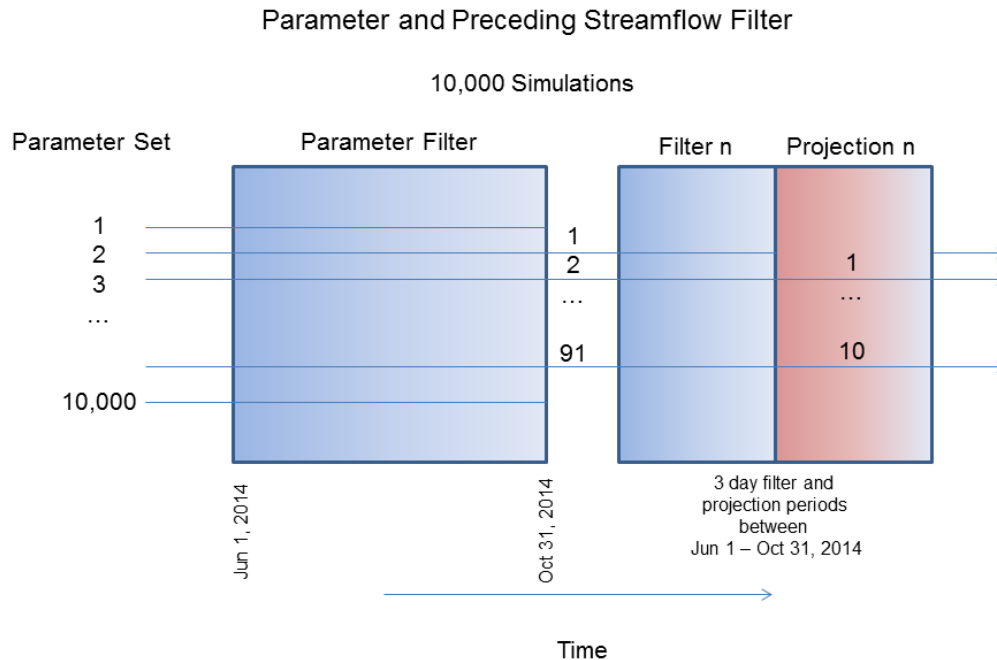 Parameter and Preceding Streamflow Filter
10,000 Simulations
Parameter Set
Parameter Filter
Filter n
Projection n
1
2
3
...
10,000
1
2
...
91
1
...
10
Jun 1, 2014
Oct 31, 2014
3 day filter and
projection periods
between
Jun 1 – Oct 31, 2014
Time